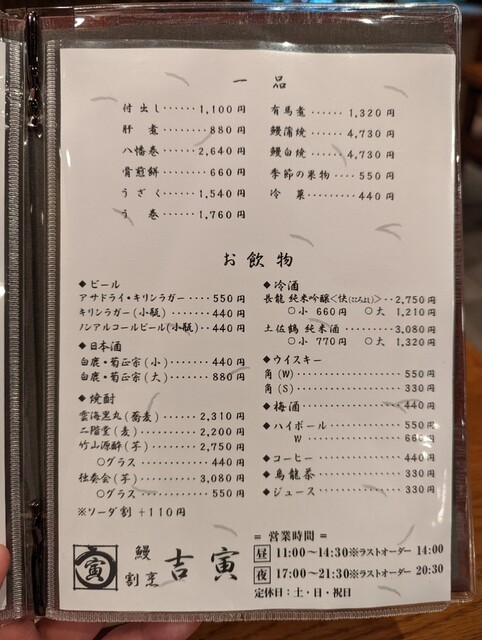 一品
付出し······1,100円
肝煮········880円
八幡巻·····2,640円
骨煎餅······660円
うざく·····1,540円
う巻······1,760円
有馬煮······1,320円
鰻蒲焼·····4,730円
鰻白焼·····4,730円
季節の果物···550円
冷菓·······440円
お飲物
◆ビール
アサドライ・キリンラガー····550円
キリンラガー(小瓶)··440円
ノンアルコールビール(小瓶)··440円
◆日本酒
白鹿・菊正宗(小)···440円
白鹿・菊正宗(大)···880円
◆焼酎
雲海黒丸(蕎麦)·····2,310円
二階堂(麦)········2,200円
竹山源酔(芋)······2,750円
○グラス·········440円
独奏会(芋)·······3,080円
○グラス·········550円
※ソーダ割 +110円
◆冷酒
長龍 純米吟醸<快(こころよし)>··2,750円
○小 660円 ○大 1,210円
土佐鶴 純米酒·······3,080円
○小 770円 ○大 1,320円
◆ウイスキー
角(W)············550円
角(S)············330円
◆梅酒···········440円
◆ハイボール·······550円
W············660円
◆コーヒー········440円
◆烏龍茶·········330円
◆ジュース········330円
= 営業時間 =
昼 11:00〜14:30※ラストオーダー 14:00
夜 17:00〜21:30※ラストオーダー 20:30
定休日:土・日・祝日
寅
鰻
割烹
吉寅